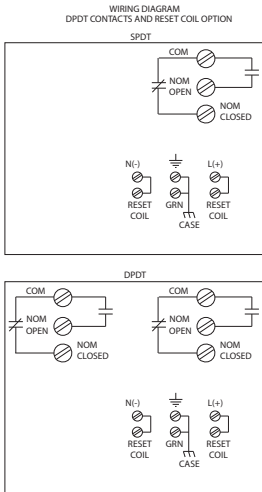 WIRING DIAGRAM
DPDT CONTACTS AND RESET COIL OPTION
SPDT
COM
NOM
OPEN
NOM
CLOSED
N(-) L(+)
RESET
COIL
GRN
RESET
COIL
CASE
DPDT
COM
NOM
OPEN
NOM
CLOSED
COM
NOM
OPEN
NOM
CLOSED
N(-) L(+)
RESET
COIL
GRN
RESET
COIL
CASE